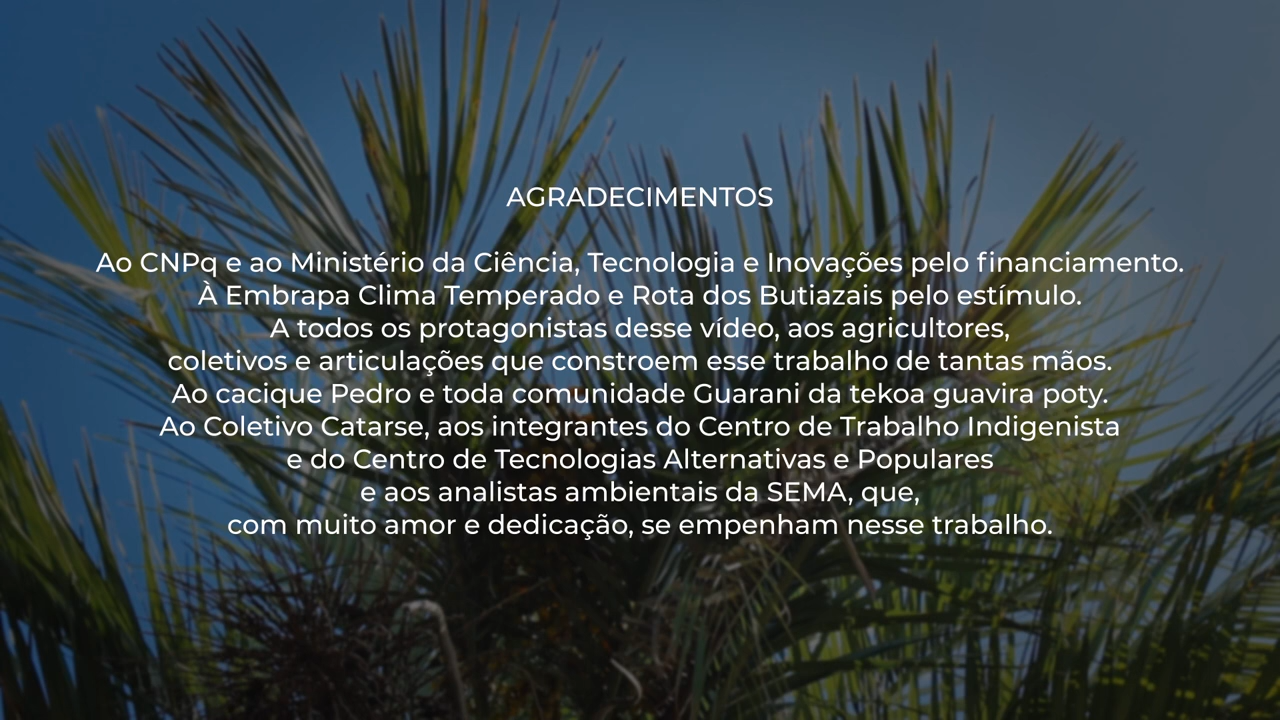 AGRADECIMENTOS
Ao CNPq e ao Ministério da Ciência, Tecnologia e Inovações pelo financiamento.
À Embrapa Clima Temperado e Rota dos Butiazais pelo estímulo.
A todos os protagonistas desse vídeo, aos agricultores,
coletivos e articulações que constroem esse trabalho de tantas mãos.
Ao cacique Pedro e toda comunidade Guarani da tekoa guavira poty.
Ao Coletivo Catarse, aos integrantes do Centro de Trabalho Indigenista
e do Centro de Tecnologias Alternativas e Populares
e aos analistas ambientais da SEMA, que,
com muito amor e dedicação, se empenham nesse trabalho.